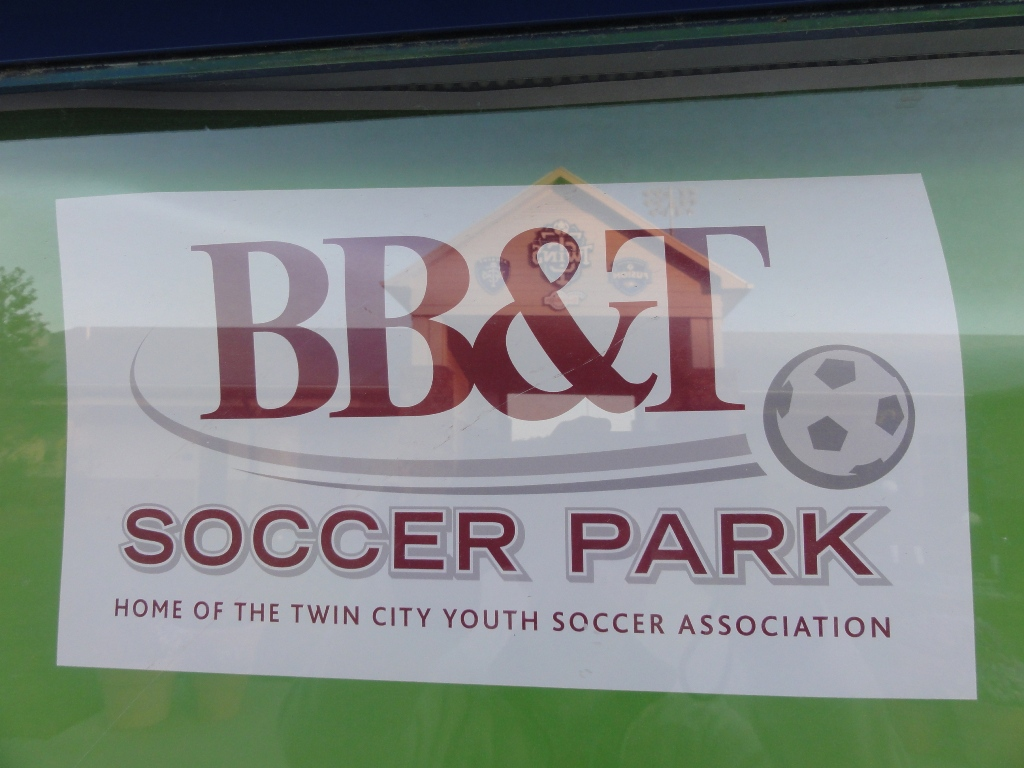 BB&T
SOCCER PARK
HOME OF THE TWIN CITY YOUTH SOCCER ASSOCIATION